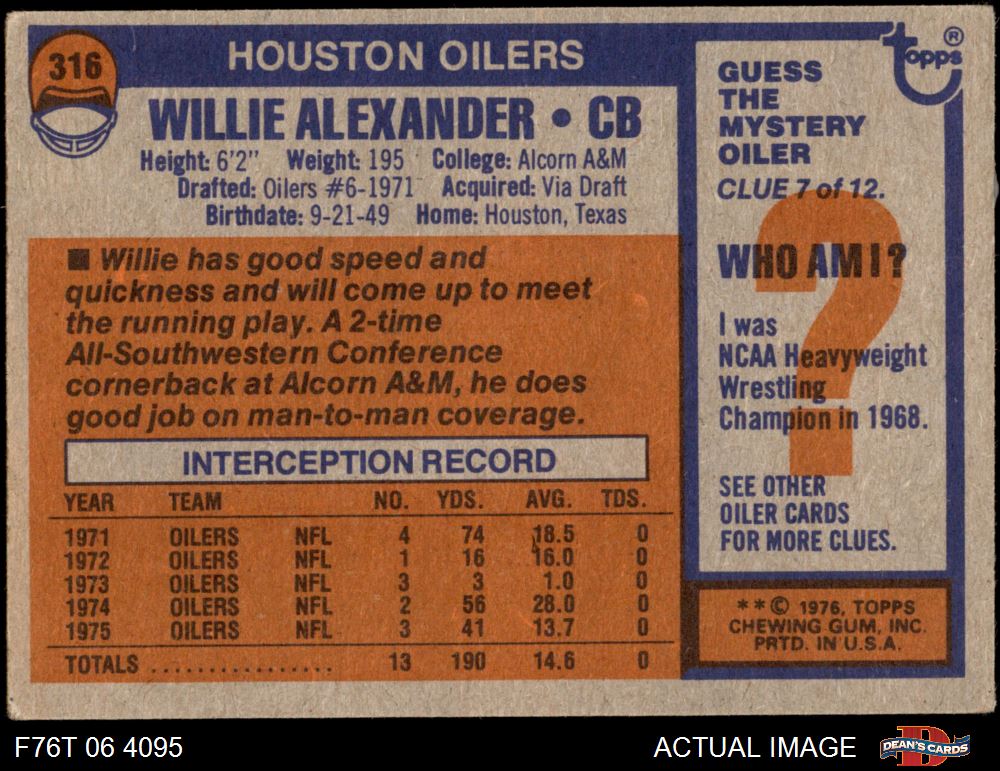 316
HOUSTON OILERS
WILLIE ALEXANDER • CB
Height: 6'2" Weight: 195 College: Alcorn A&M
Drafted: Oilers #6-1971 Acquired: Via Draft
Birthdate: 9-21-49 Home: Houston, Texas
■ Willie has good speed and
quickness and will come up to meet
the running play. A 2-time
All-Southwestern Conference
cornerback at Alcorn A&M, he does
good job on man-to-man coverage.
INTERCEPTION RECORD
YEAR TEAM NO. YDS. AVG. TDS.
1971 OILERS NFL 4 74 18.5 0
1972 OILERS NFL 1 16 16.0 0
1973 OILERS NFL 3 3 1.0 0
1974 OILERS NFL 2 56 28.0 0
1975 OILERS NFL 3 41 13.7 0
TOTALS ................. 13 190 14.6 0
topps®
GUESS
THE
MYSTERY
OILER
CLUE 7 of 12.
?
WHO AM I?
I was
NCAA Heavyweight
Wrestling
Champion in 1968.
SEE OTHER
OILER CARDS
FOR MORE CLUES.
**© 1976, TOPPS
CHEWING GUM, INC.
PRTD. IN U.S.A.
F76T 06 4095
ACTUAL IMAGE
D
DEAN'S CARDS